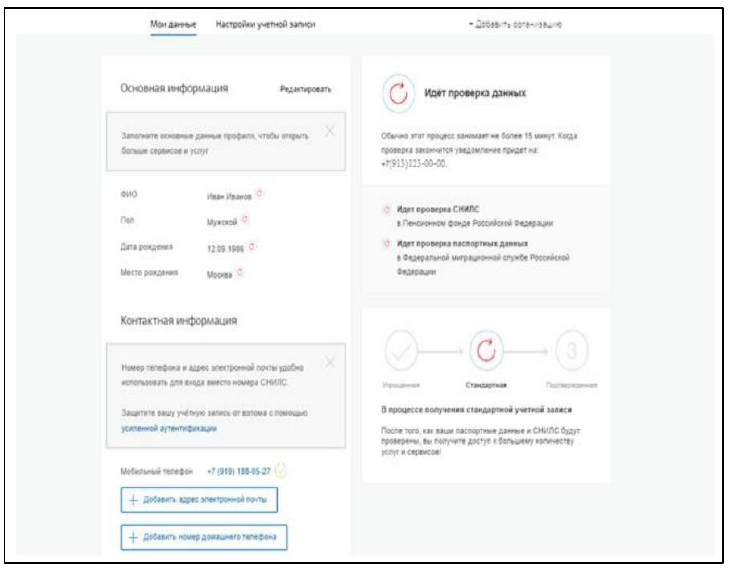 Мои данные
Настройки учетной записи
+ Добавить организацию
Основная информация
Редактировать
Заполните основные данные профиля, чтобы открыть
больше сервисов и услуг
ФИО
Иван Иванов
Пол
Мужской
Дата рождения
12.09.1986
Место рождения
Москва
Контактная информация
Номер телефона и адрес электронной почты удобно
использовать для входа вместо номера СНИЛС.
Защитите вашу учётную запись от взлома с помощью
усиленной аутентификации
Мобильный телефон
+7 (919) 188-05-27
+ Добавить адрес электронной почты
+ Добавить номер домашнего телефона
Идёт проверка данных
Обычно этот процесс занимает не более 15 минут. Когда
проверка закончится уведомление придет на:
+7(915)123-00-00.
Идет проверка СНИЛС
в Пенсионном фонде Российской Федерации
Идет проверка паспортных данных
в Федеральной миграционной службе Российской
Федерации
3
Упрощенная
Стандартная
Подтвержденная
В процессе получения стандартной учетной записи
После того, как ваши паспортные данные и СНИЛС будут
проверены, вы получите доступ к большему количеству
услуг и сервисов!